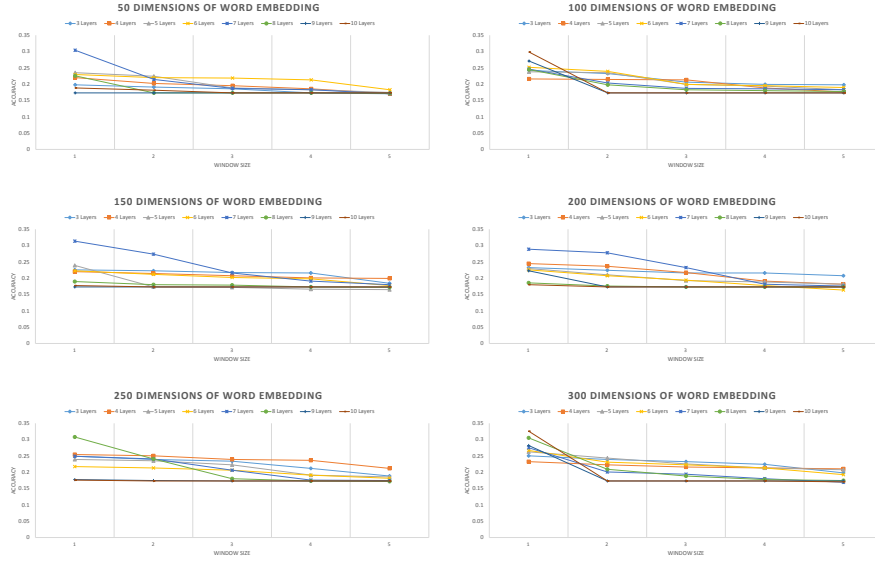 50 DIMENSIONS OF WORD EMBEDDING
3 Layers 4 Layers 5 Layers 6 Layers 7 Layers 8 Layers 9 Layers 10 Layers
0.35
0.3
0.25
0.2
0.15
0.1
0.05
0
ACCURACY
1 2 3 4 5
WINDOW SIZE
100 DIMENSIONS OF WORD EMBEDDING
3 Layers 4 Layers 5 Layers 6 Layers 7 Layers 8 Layers 9 Layers 10 Layers
0.35
0.3
0.25
0.2
0.15
0.1
0.05
0
ACCURACY
1 2 3 4 5
WINDOW SIZE
150 DIMENSIONS OF WORD EMBEDDING
3 Layers 4 Layers 5 Layers 6 Layers 7 Layers 8 Layers 9 Layers 10 Layers
0.35
0.3
0.25
0.2
0.15
0.1
0.05
0
ACCURACY
1 2 3 4 5
WINDOW SIZE
200 DIMENSIONS OF WORD EMBEDDING
3 Layers 4 Layers 5 Layers 6 Layers 7 Layers 8 Layers 9 Layers 10 Layers
0.35
0.3
0.25
0.2
0.15
0.1
0.05
0
ACCURACY
1 2 3 4 5
WINDOW SIZE
250 DIMENSIONS OF WORD EMBEDDING
3 Layers 4 Layers 5 Layers 6 Layers 7 Layers 8 Layers 9 Layers 10 Layers
0.35
0.3
0.25
0.2
0.15
0.1
0.05
0
ACCURACY
1 2 3 4 5
WINDOW SIZE
300 DIMENSIONS OF WORD EMBEDDING
3 Layers 4 Layers 5 Layers 6 Layers 7 Layers 8 Layers 9 Layers 10 Layers
0.35
0.3
0.25
0.2
0.15
0.1
0.05
0
ACCURACY
1 2 3 4 5
WINDOW SIZE